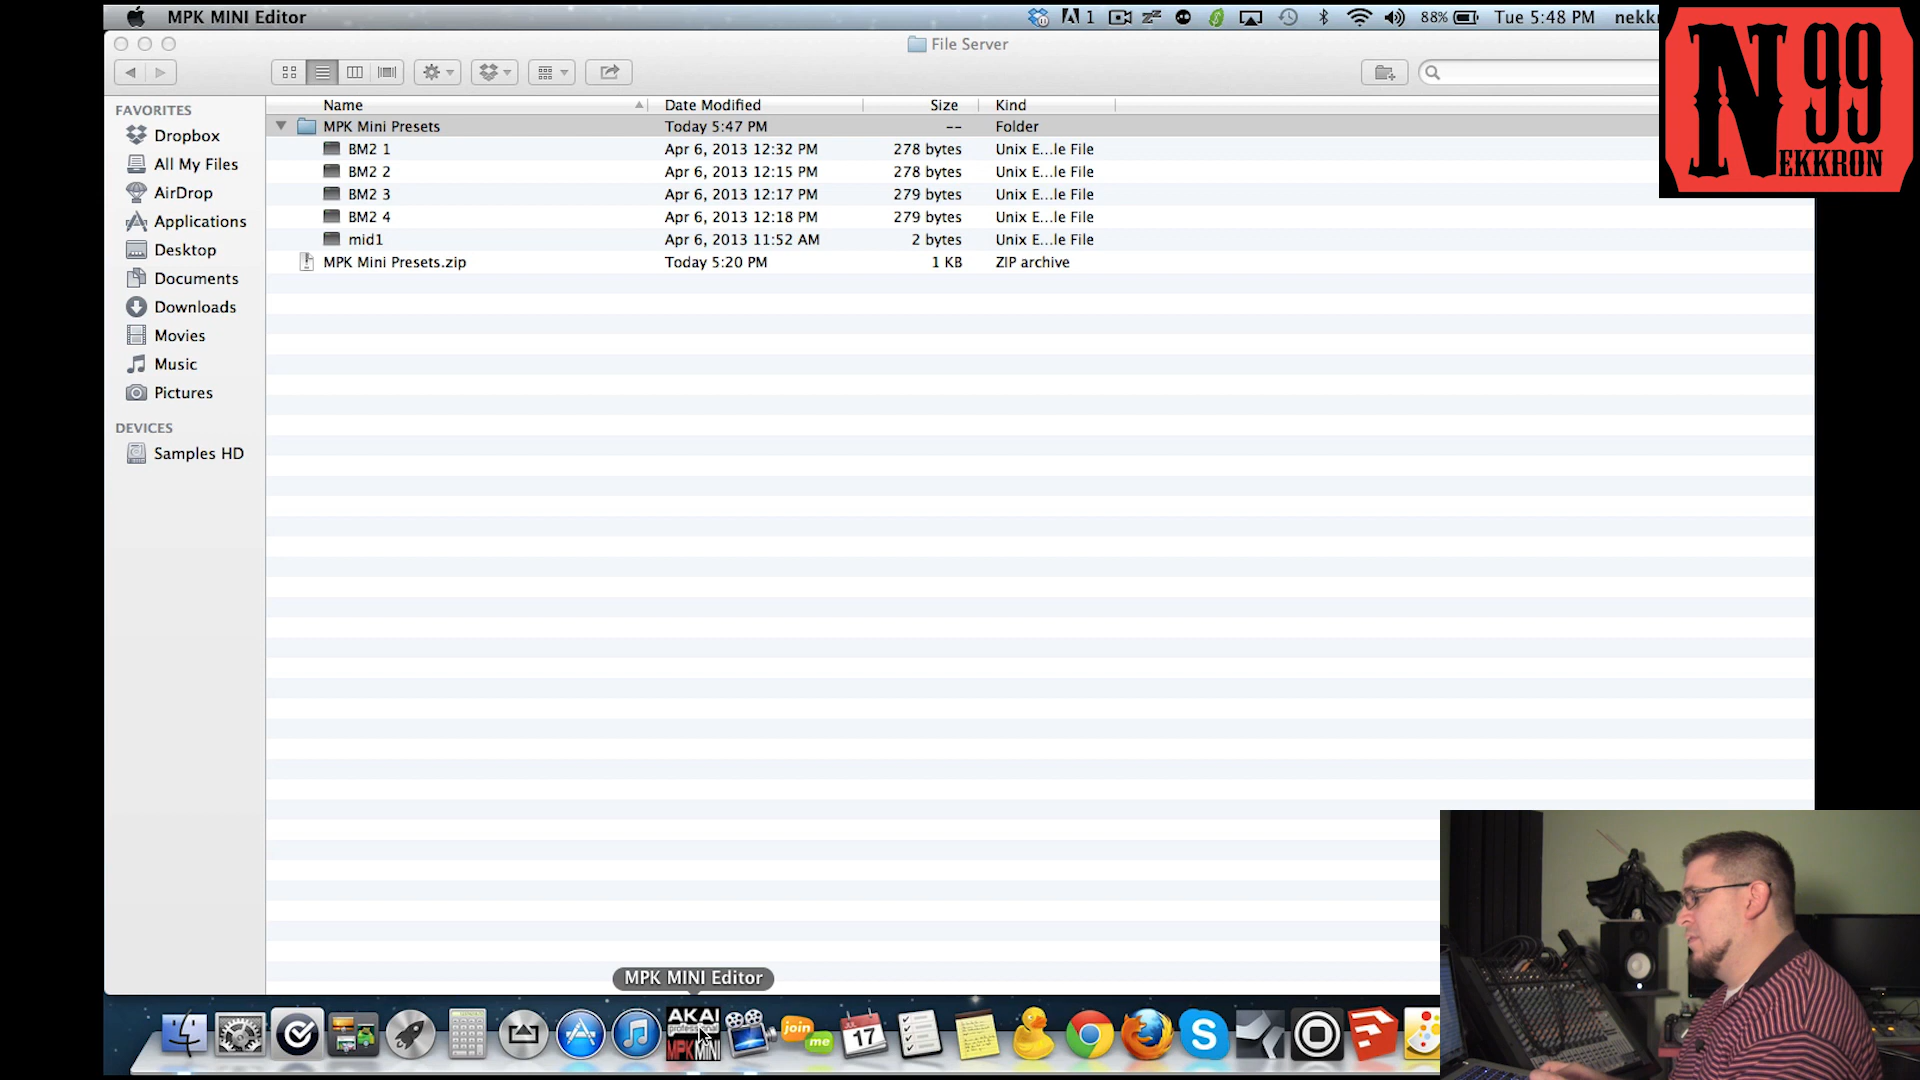 MPK MINI Editor
1
88%
Tue 5:48 PM
nekkr
N 99
NEKKRON
File Server
Name Date Modified Size Kind
FAVORITES
Dropbox
All My Files
AirDrop
Applications
Desktop
Documents
Downloads
Movies
Music
Pictures
DEVICES
Samples HD
MPK Mini Presets Today 5:47 PM -- Folder
BM2 1 Apr 6, 2013 12:32 PM 278 bytes Unix E...le File
BM2 2 Apr 6, 2013 12:15 PM 278 bytes Unix E...le File
BM2 3 Apr 6, 2013 12:17 PM 279 bytes Unix E...le File
BM2 4 Apr 6, 2013 12:18 PM 279 bytes Unix E...le File
mid1 Apr 6, 2013 11:52 AM 2 bytes Unix E...le File
MPK Mini Presets.zip Today 5:20 PM 1 KB ZIP archive
MPK MINI Editor
AKAI
professional
MPKMINI
join
me
JUL
17